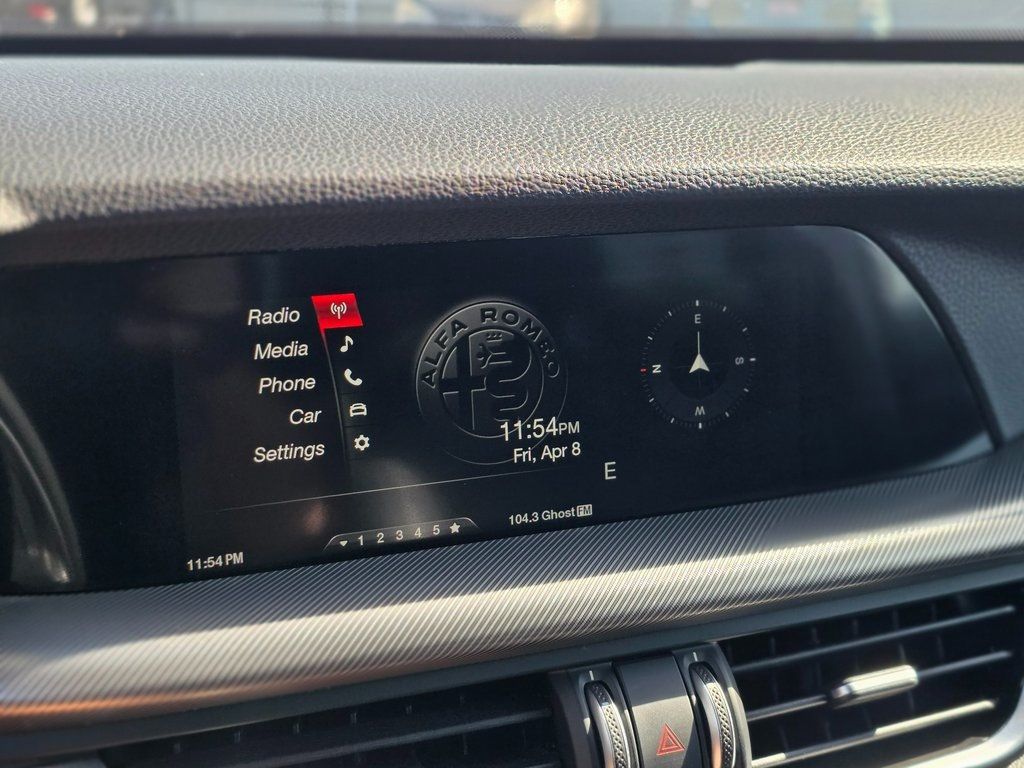 Radio
Media
Phone
Car
Settings
ALFA ROMEO
11:54PM
Fri, Apr 8
E
S
W
N
E
1 2 3 4 5
104.3 Ghost FM
11:54 PM